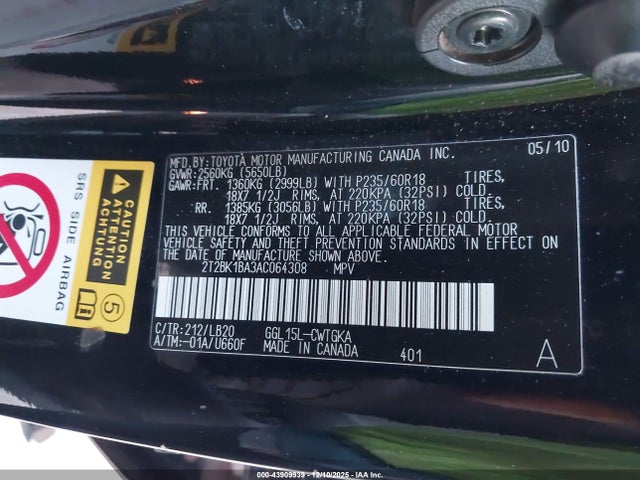 MFD.BY:TOYOTA MOTOR MANUFACTURING CANADA INC. 05/10
GVWR:2560KG (5650LB)
GAWR:FRT. 1360KG (2999LB) WITH P235/60R18 TIRES,
18X7 1/2J RIMS, AT 220KPA (32PSI) COLD.
RR. 1385KG (3056LB) WITH P235/60R18 TIRES,
18X7 1/2J RIMS, AT 220KPA (32PSI) COLD.
THIS VEHICLE CONFORMS TO ALL APPLICABLE FEDERAL MOTOR
VEHICLE SAFETY AND THEFT PREVENTION STANDARDS IN EFFECT ON
THE DATE OF MANUFACTURE SHOWN ABOVE.
2T2BK1BA3AC064308 MPV
C/TR:212/LB20 GGL15L-CWTGKA
A/TM:-01A/U660F MADE IN CANADA 401 A
CAUTION
ATTENTION
ACHTUNG
SRS SIDE AIRBAG
5
000-43909939 - 12/10/2025 - IAA Inc.